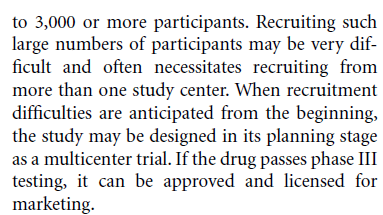 to 3,000 or more participants. Recruiting such
large numbers of participants may be very dif-
ficult and often necessitates recruiting from
more than one study center. When recruitment
difficulties are anticipated from the beginning,
the study may be designed in its planning stage
as a multicenter trial. If the drug passes phase III
testing, it can be approved and licensed for
marketing.